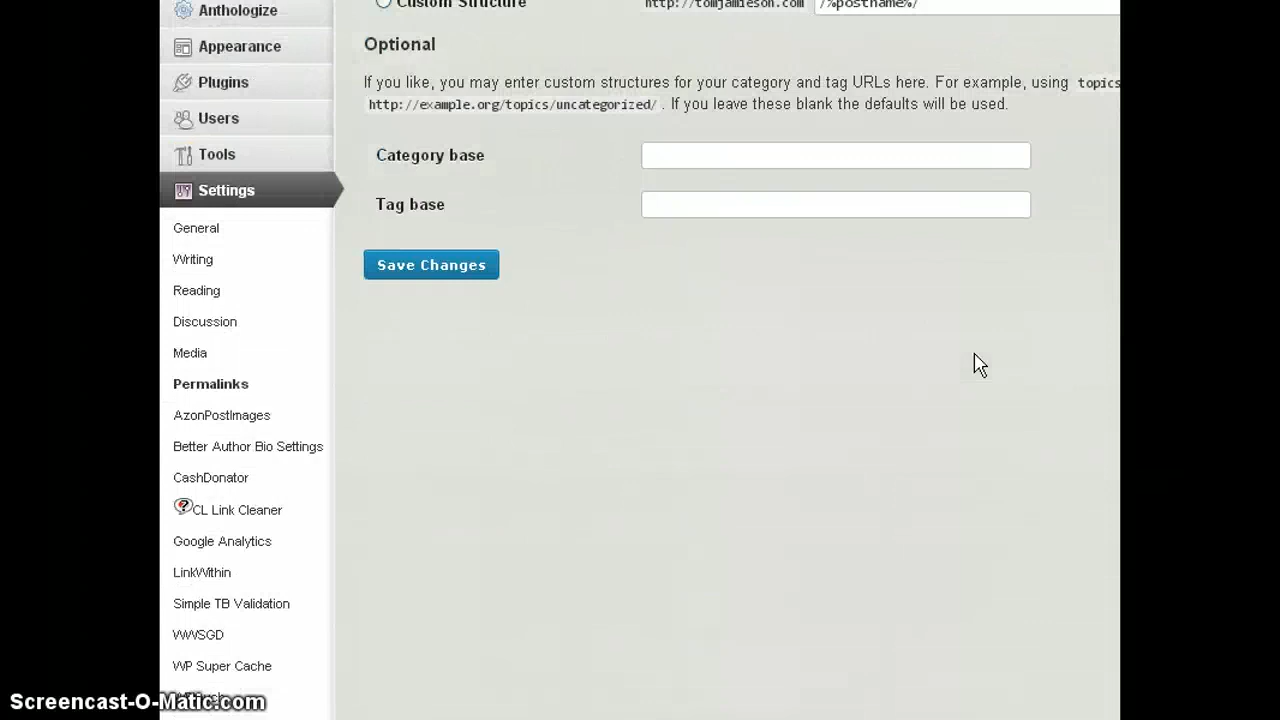 Anthologize
Custom Structure http://tomjamieson.com /%postname%/
Appearance
Optional
Plugins
If you like, you may enter custom structures for your category and tag URLs here. For example, using topics
http://example.org/topics/uncategorized/ . If you leave these blank the defaults will be used.
Users
Tools
Category base
Settings
Tag base
General
Writing
Save Changes
Reading
Discussion
Media
Permalinks
AzonPostImages
Better Author Bio Settings
CashDonator
CL Link Cleaner
Google Analytics
LinkWithin
Simple TB Validation
WWSGD
WP Super Cache
Screencast-O-Matic.com